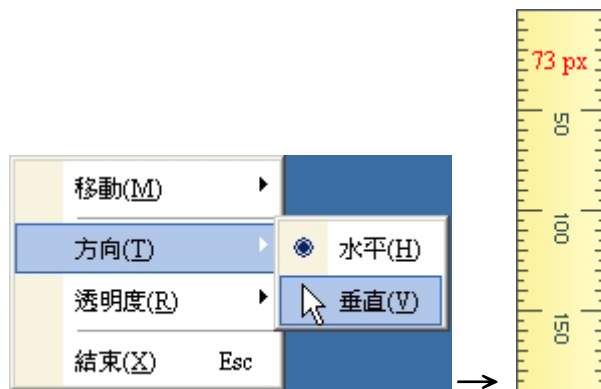 移動(M)
方向(T)
水平(H)
透明度(R)
垂直(V)
結束(X) Esc
→
73 px
50
100
150